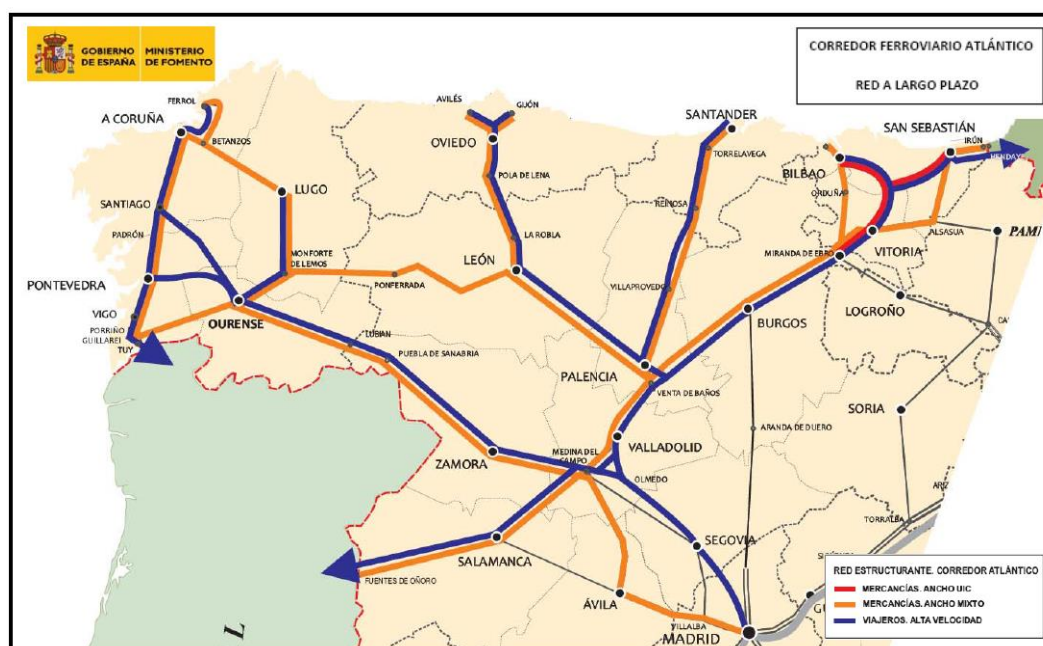 GOBIERNO
DE ESPAÑA
MINISTERIO
DE FOMENTO
CORREDOR FERROVIARIO ATLÁNTICO
RED A LARGO PLAZO
FERROL
A CORUÑA
BETANZOS
LUGO
SANTIAGO
PADRÓN
MONFORTE
DE LEMOS
PONTEVEDRA
VIGO
PORRIÑO
GUILLAREI
TUY
OURENSE
PONFERRADA
AVILÉS
GIJÓN
OVIEDO
POLA DE LENA
LA ROBLA
LEÓN
SANTANDER
TORRELAVEGA
REINOSA
VILLAPROVEDO
SAN SEBASTIÁN
IRÚN
HENDAY
BILBAO
ORDUÑA
ALSASUA
PAMI
MIRANDA DE EBRO
VITORIA
LOGROÑO
BURGOS
LUBIAN
PUEBLA DE SANABRIA
PALENCIA
VENTA DE BAÑOS
SORIA
ARANDA DE DUERO
VALLADOLID
ZAMORA
MEDINA DEL
CAMPO
OLMEDO
TORRALBA
SEGOVIA
SALAMANCA
FUENTES DE OÑORO
ÁVILA
VILLALBA
MADRID
L
RED ESTRUCTURANTE. CORREDOR ATLÁNTICO
MERCANCÍAS. ANCHO UIC
MERCANCÍAS. ANCHO MIXTO
VIAJEROS. ALTA VELOCIDAD